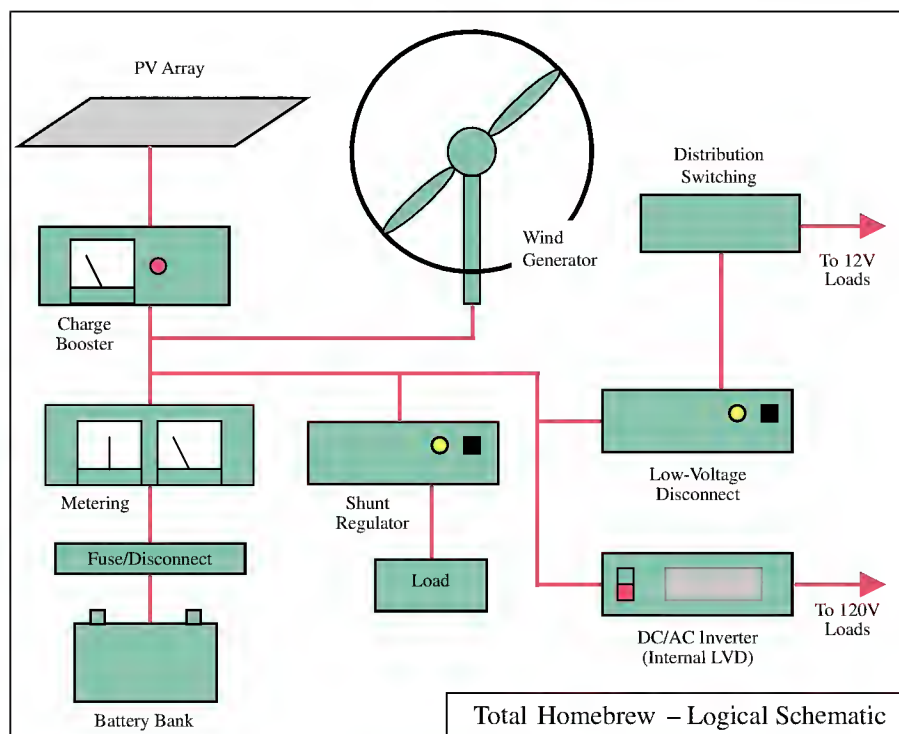 PV Array
Distribution
Switching
Wind
Generator
To 12V
Loads
Charge
Booster
Low-Voltage
Disconnect
Metering
Shunt
Regulator
Fuse/Disconnect
Load
To 120V
Loads
DC/AC Inverter
(Internal LVD)
Battery Bank
Total Homebrew – Logical Schematic